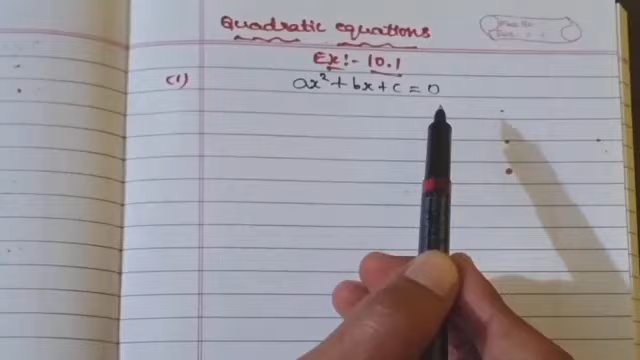 Quadratic equations
Ex:- 10.1
(1) ax² + bx + c = 0